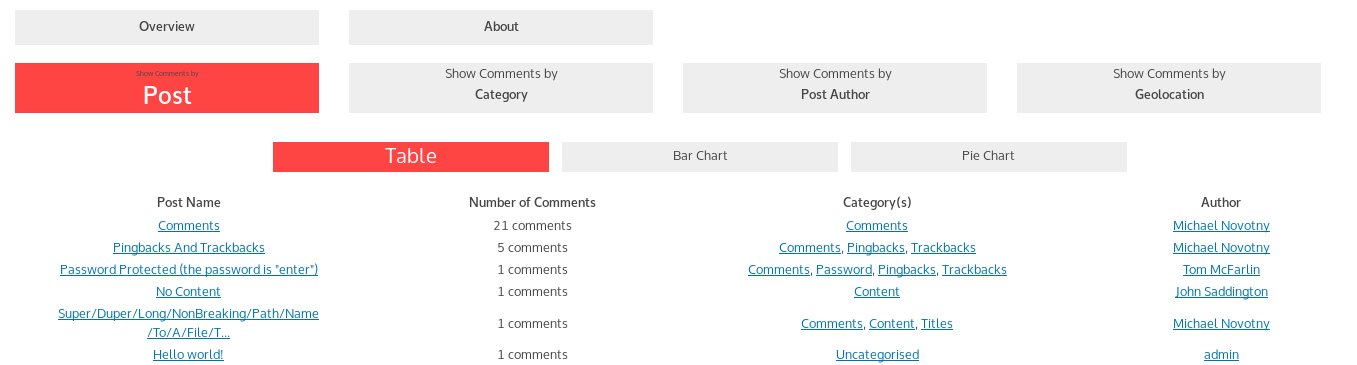 Overview About
Show Comments by Show Comments by Show Comments by Show Comments by
Post Category Post Author Geolocation
Table Bar Chart Pie Chart
Post Name Number of Comments Category(s) Author
Comments 21 comments Comments Michael Novotny
Pingbacks And Trackbacks 5 comments Comments, Pingbacks, Trackbacks Michael Novotny
Password Protected (the password is "enter") 1 comments Comments, Password, Pingbacks, Trackbacks Tom McFarlin
No Content 1 comments Content John Saddington
Super/Duper/Long/NonBreaking/Path/Name
/To/A/File/T... 1 comments Comments, Content, Titles Michael Novotny
Hello world! 1 comments Uncategorised admin